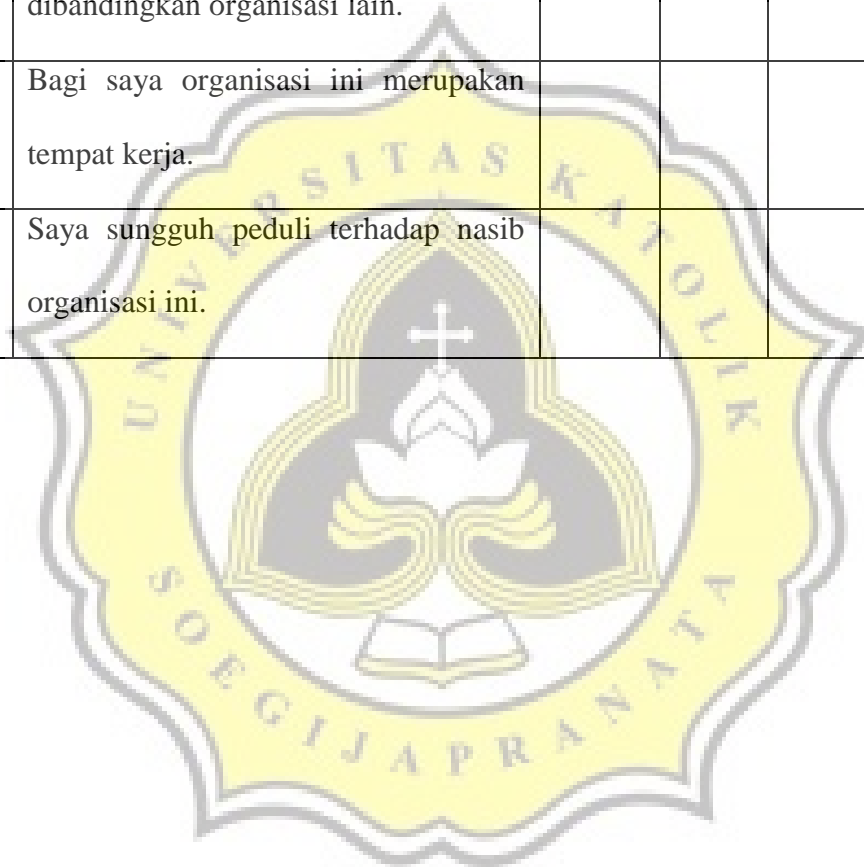 dibandingkan organisasi lain.
Bagi saya organisasi ini merupakan
tempat kerja.
Saya sungguh peduli terhadap nasib
organisasi ini.
UNIVERSITAS KATOLIK
SOEGIJAPRANATA